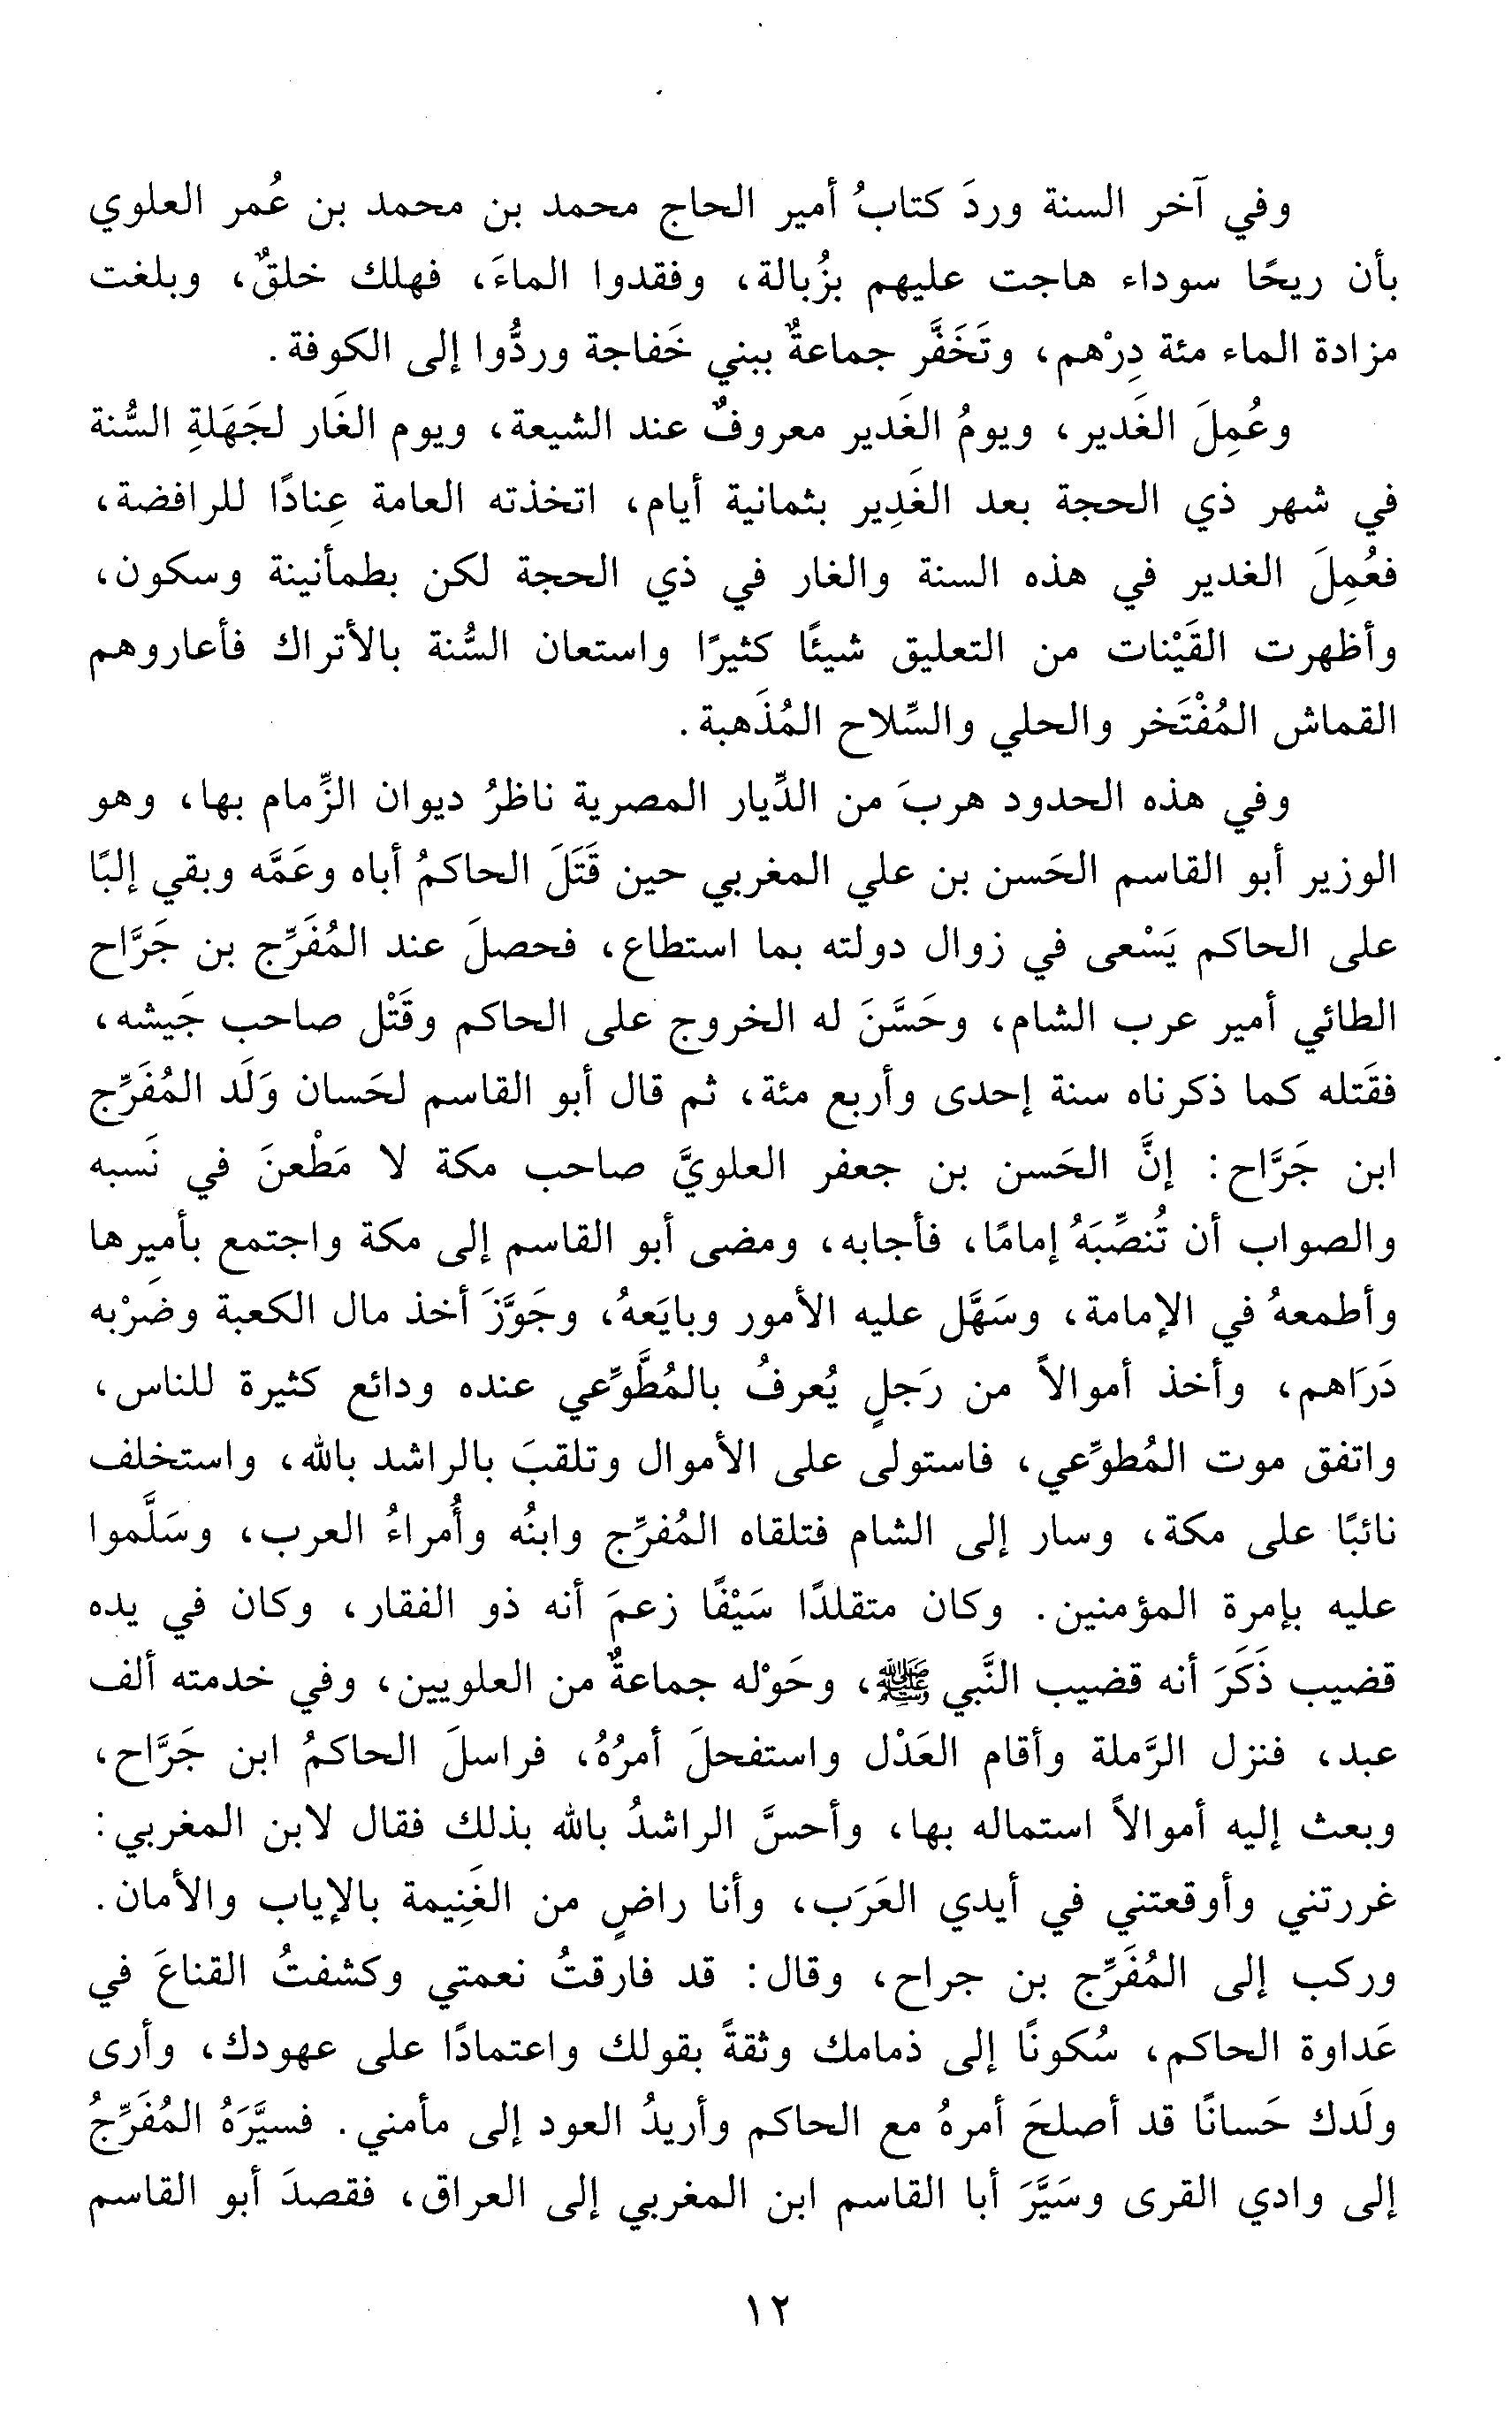 وفي آخر السنة وردَ كتابُ أمير الحاج محمد بن محمد بن عُمر العلوي
بأن ريحًا سوداء هاجت عليهم بزُبالة، وفقدوا الماءَ، فهلك خلقٌ، وبلغت
مزادة الماء مئة دِرْهم، وتَخَفَّر جماعةٌ ببني خَفاجة وردُّوا إلى الكوفة.
وعُمِلَ الغَدير، ويومُ الغَدير معروفٌ عند الشيعة، ويوم الغَار لجَهَلةِ السُّنة
في شهر ذي الحجة بعد الغَدِير بثمانية أيام، اتخذته العامة عِنادًا للرافضة،
فعُمِلَ الغدير في هذه السنة والغار في ذي الحجة لكن بطمأنينة وسكون،
وأظهرت القَيْنات من التعليق شيئًا كثيرًا واستعان السُّنة بالأتراك فأعاروهم
القماش المُفْتَخر والحلي والسِّلاح المُذَهبة.
وفي هذه الحدود هربَ من الدِّيار المصرية ناظرُ ديوان الزِّمام بها، وهو
الوزير أبو القاسم الحَسن بن علي المغربي حين قَتَلَ الحاكمُ أباه وعَمَّه وبقي إلبًا
على الحاكم يَسْعى في زوال دولته بما استطاع، فحصلَ عند المُفَرِّج بن جَرَّاح
الطائي أمير عرب الشام، وحَسَّنَ له الخروج على الحاكم وقَتْل صاحب جَيشه،
فقَتله كما ذكرناه سنة إحدى وأربع مئة، ثم قال أبو القاسم لحَسان وَلَد المُفَرِّج
ابن جَرَّاح: إنَّ الحَسن بن جعفر العلويَّ صاحب مكة لا مَطْعنَ في نَسبه
والصواب أن تُنصِّبَهُ إمامًا، فأجابه، ومضى أبو القاسم إلى مكة واجتمع بأميرها
وأطمعهُ في الإمامة، وسَهَّل عليه الأمور وبايَعهُ، وجَوَّزَ أخذ مال الكعبة وضَرْبه
دَرَاهم، وأخذ أموالاً من رَجلٍ يُعرفُ بالمُطَّوِّعي عنده ودائع كثيرة للناس،
واتفق موت المُطوِّعي، فاستولى على الأموال وتلقبَ بالراشد بالله، واستخلف
نائبًا على مكة، وسار إلى الشام فتلقاه المُفرِّج وابنُه وأُمراءُ العرب، وسَلَّموا
عليه بإمرة المؤمنين. وكان متقلدًا سَيْفًا زعمَ أنه ذو الفقار، وكان في يده
قضيب ذَكَرَ أنه قضيب النَّبي ﷺ، وحَوْله جماعةٌ من العلويين، وفي خدمته ألف
عبد، فنزل الرَّملة وأقام العَدْل واستفحلَ أمرُهُ، فراسلَ الحاكمُ ابن جَرَّاح،
وبعث إليه أموالاً استماله بها، وأحسَّ الراشدُ بالله بذلك فقال لابن المغربي:
غررتني وأوقعتني في أيدي العَرَب، وأنا راضٍ من الغَنِيمة بالإياب والأمان.
وركب إلى المُفَرِّج بن جراح، وقال: قد فارقتُ نعمتي وكشفتُ القناعَ في
عَداوة الحاكم، سُكونًا إلى ذمامك وثقةً بقولك واعتمادًا على عهودك، وأرى
ولَدك حَسانًا قد أصلحَ أمرهُ مع الحاكم وأريدُ العود إلى مأمني. فسيَّرَهُ المُفَرِّجُ
إلى وادي القرى وسَيَّرَ أبا القاسم ابن المغربي إلى العراق، فقصدَ أبو القاسم
١٢